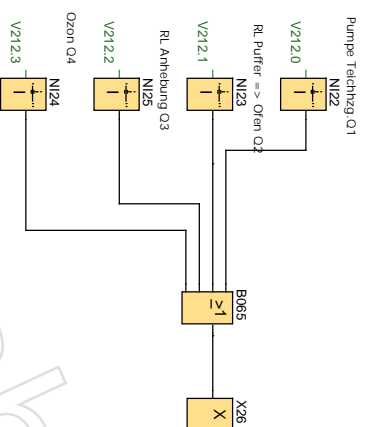 Pumpe Teichhzg.Q1
NI22
V212.0
I
RL Puffer => Ofen Q2
NI23
V212.1
I
RL Anhebung Q3
NI25
V212.2
I
Ozon Q4
NI24
V212.3
I
B065
≥1
X26
X